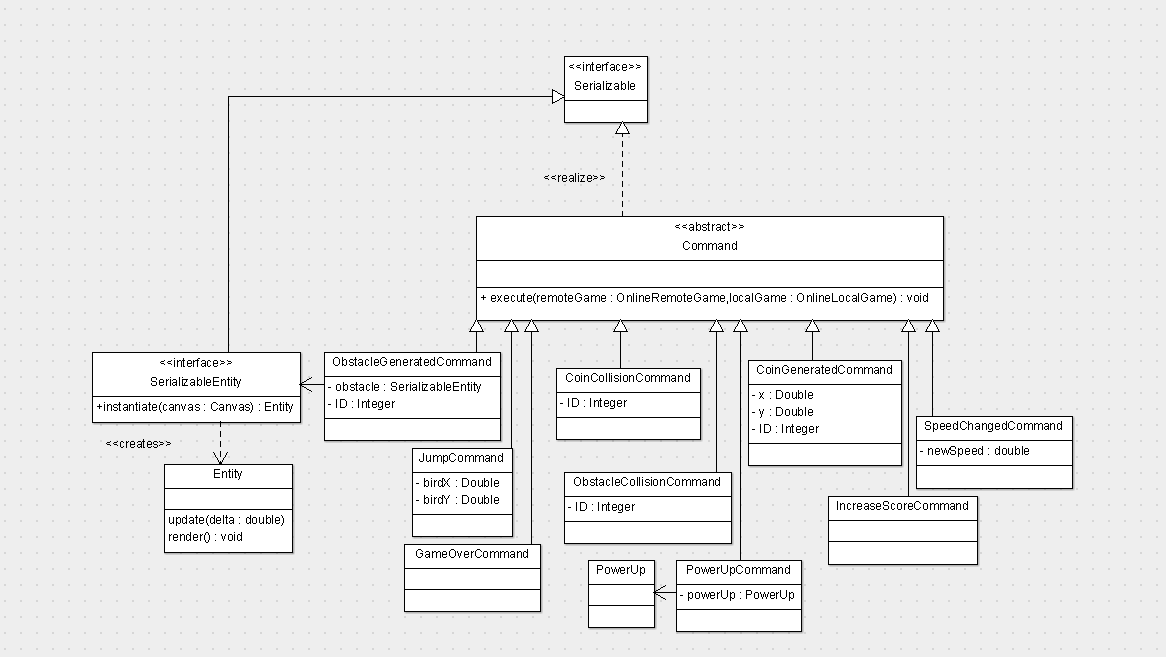 <<interface>>
Serializable
<<realize>>
<<abstract>>
Command
+ execute(remoteGame : OnlineRemoteGame,localGame : OnlineLocalGame) : void
<<interface>>
SerializableEntity
+instantiate(canvas : Canvas) : Entity
<<creates>>
Entity
update(delta : double)
render() : void
ObstacleGeneratedCommand
- obstacle : SerializableEntity
- ID : Integer
JumpCommand
- birdX : Double
- birdY : Double
GameOverCommand
CoinCollisionCommand
- ID : Integer
ObstacleCollisionCommand
- ID : Integer
PowerUp
PowerUpCommand
- powerUp : PowerUp
CoinGeneratedCommand
- x : Double
- y : Double
- ID : Integer
SpeedChangedCommand
- newSpeed : double
IncreaseScoreCommand